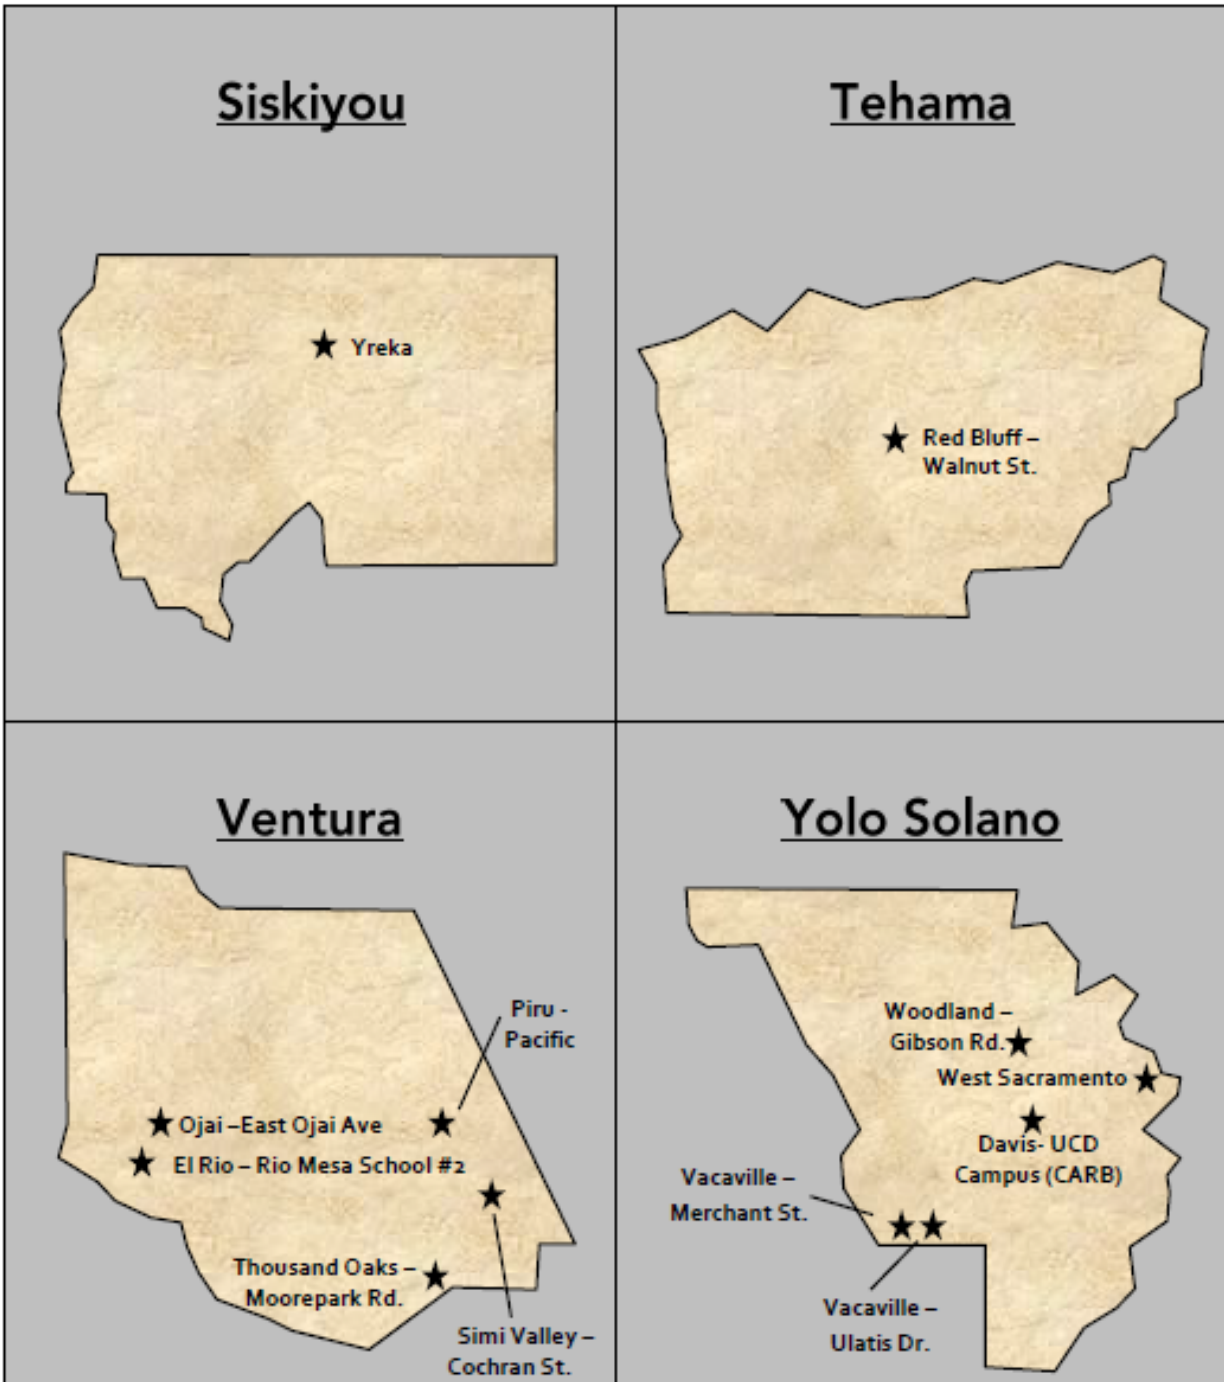 Siskiyou
Yreka
Tehama
Red Bluff –
Walnut St.
Ventura
Piru -
Pacific
Ojai –East Ojai Ave
El Rio – Rio Mesa School #2
Thousand Oaks –
Moorepark Rd.
Simi Valley –
Cochran St.
Yolo Solano
Woodland –
Gibson Rd.
West Sacramento
Davis- UCD
Campus (CARB)
Vacaville –
Merchant St.
Vacaville –
Ulatis Dr.